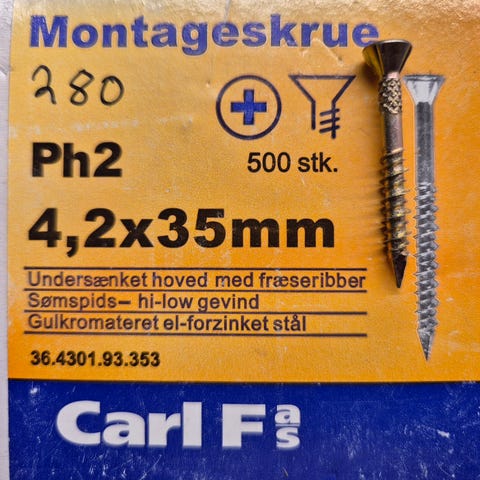 Montageskrue
280
Ph2
500 stk.
4,2x35mm
Undersænket hoved med fræseribber
Sømspids– hi-low gevind
Gulkromateret el-forzinket stål
36.4301.93.353
Carl F as